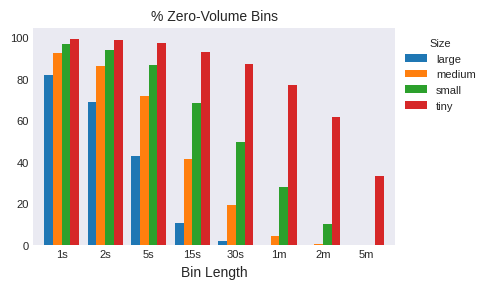 % Zero-Volume Bins
100
80
60
40
20
0
1s 2s 5s 15s 30s 1m 2m 5m
Bin Length
Size
large
medium
small
tiny